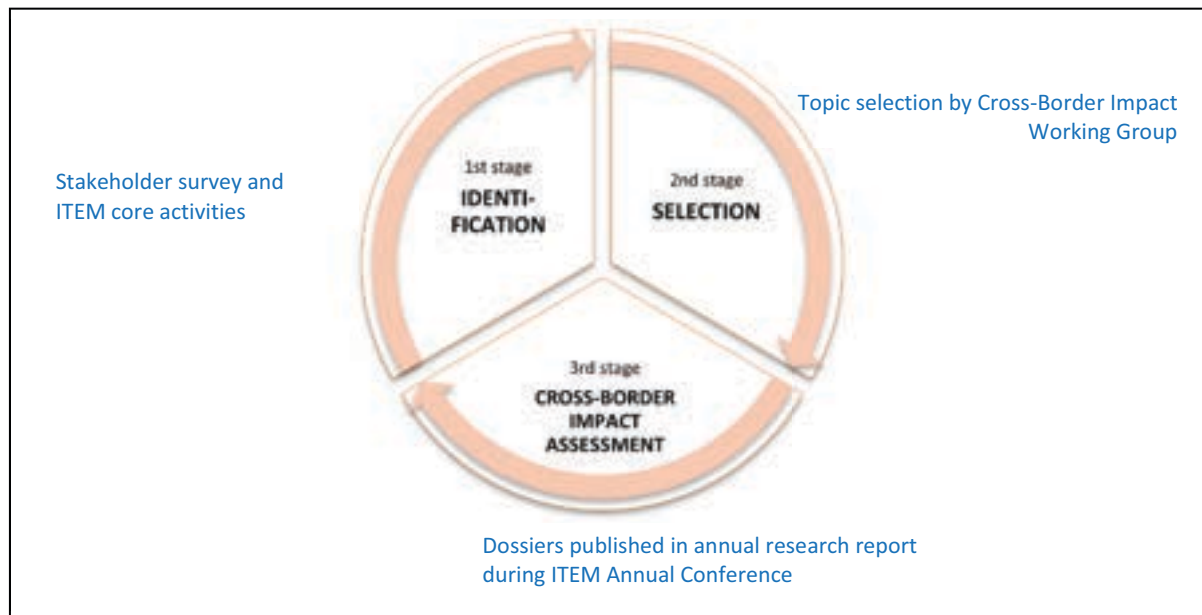 Stakeholder survey and
ITEM core activities
1st stage
IDENTI-
FICATION
Topic selection by Cross-Border Impact
Working Group
2nd stage
SELECTION
3rd stage
CROSS-BORDER
IMPACT
ASSESSMENT
Dossiers published in annual research report
during ITEM Annual Conference